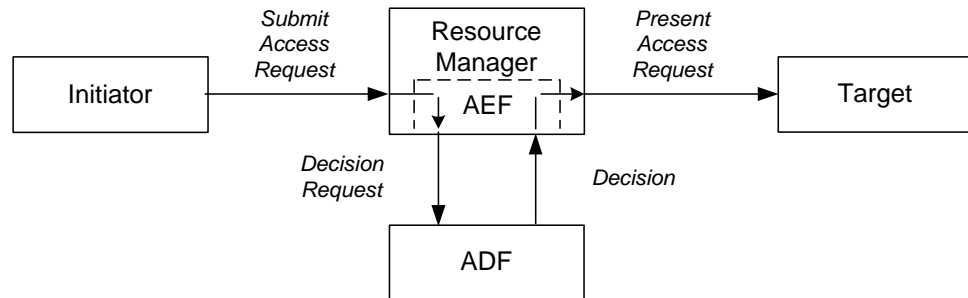 Submit
Access
Request
Resource
Manager
Present
Access
Request
Initiator
AEF
Target
Decision
Request
Decision
ADF